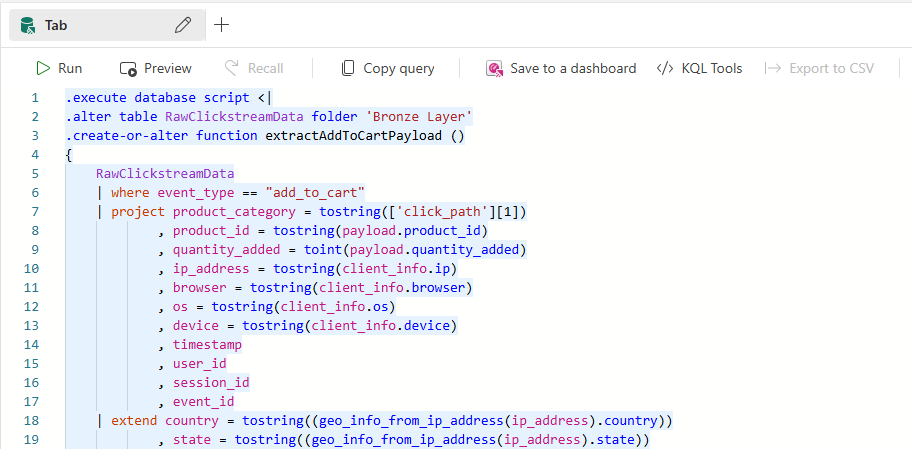 Tab
Run Preview Recall Copy query Save to a dashboard </> KQL Tools Export to CSV
1 .execute database script <|
2 .alter table RawClickstreamData folder 'Bronze Layer'
3 .create-or-alter function extractAddToCartPayload ()
4 {
5 RawClickstreamData
6 | where event_type == "add_to_cart"
7 | project product_category = tostring(['click_path'][1])
8 , product_id = tostring(payload.product_id)
9 , quantity_added = toint(payload.quantity_added)
10 , ip_address = tostring(client_info.ip)
11 , browser = tostring(client_info.browser)
12 , os = tostring(client_info.os)
13 , device = tostring(client_info.device)
14 , timestamp
15 , user_id
16 , session_id
17 , event_id
18 | extend country = tostring((geo_info_from_ip_address(ip_address).country))
19 , state = tostring((geo_info_from_ip_address(ip_address).state))